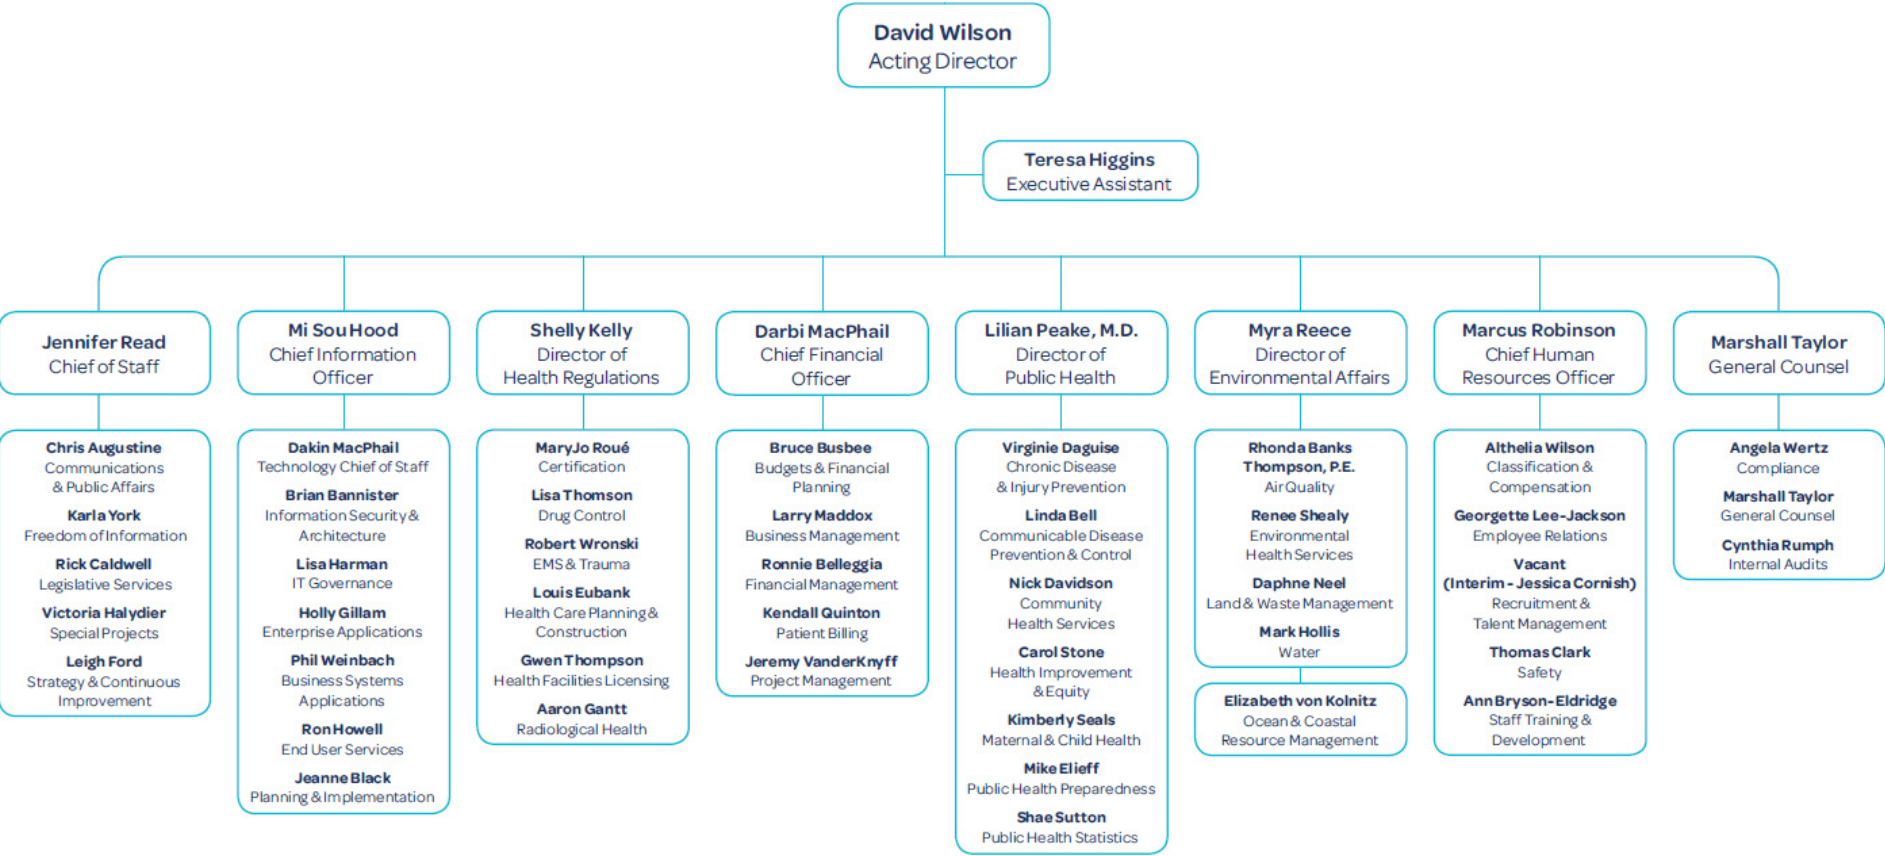 David Wilson
Acting Director
Teresa Higgins
Executive Assistant
Jennifer Read
Chief of Staff
Chris Augustine
Communications
& Public Affairs
Karla York
Freedom of Information
Rick Caldwell
Legislative Services
Victoria Halydier
Special Projects
Leigh Ford
Strategy & Continuous
Improvement
Mi Sou Hood
Chief Information
Officer
Dakin MacPhail
Technology Chief of Staff
Brian Bannister
Information Security &
Architecture
Lisa Harman
IT Governance
Holly Gillam
Enterprise Applications
Phil Weinbach
Business Systems
Applications
Ron Howell
End User Services
Jeanne Black
Planning & Implementation
Shelly Kelly
Director of
Health Regulations
MaryJo Roué
Certification
Lisa Thomson
Drug Control
Robert Wronski
EMS & Trauma
Louis Eubank
Health Care Planning &
Construction
Gwen Thompson
Health Facilities Licensing
Aaron Gantt
Radiological Health
Darbi MacPhail
Chief Financial
Officer
Bruce Busbee
Budgets & Financial
Planning
Larry Maddox
Business Management
Ronnie Belleggia
Financial Management
Kendall Quinton
Patient Billing
Jeremy VanderKnyff
Project Management
Lilian Peake, M.D.
Director of
Public Health
Virginie Daguise
Chronic Disease
& Injury Prevention
Linda Bell
Communicable Disease
Prevention & Control
Nick Davidson
Community
Health Services
Carol Stone
Health Improvement
& Equity
Kimberly Seals
Maternal & Child Health
Mike Elieff
Public Health Preparedness
Shae Sutton
Public Health Statistics
Myra Reece
Director of
Environmental Affairs
Rhonda Banks
Thompson, P.E.
Air Quality
Renee Shealy
Environmental
Health Services
Daphne Neel
Land & Waste Management
Mark Hollis
Water
Elizabeth von Kolnitz
Ocean & Coastal
Resource Management
Marcus Robinson
Chief Human
Resources Officer
Althelia Wilson
Classification &
Compensation
Georgette Lee-Jackson
Employee Relations
Vacant
(Interim - Jessica Cornish)
Recruitment &
Talent Management
Thomas Clark
Safety
Ann Bryson-Eldridge
Staff Training &
Development
Marshall Taylor
General Counsel
Angela Wertz
Compliance
Marshall Taylor
General Counsel
Cynthia Rumph
Internal Audits